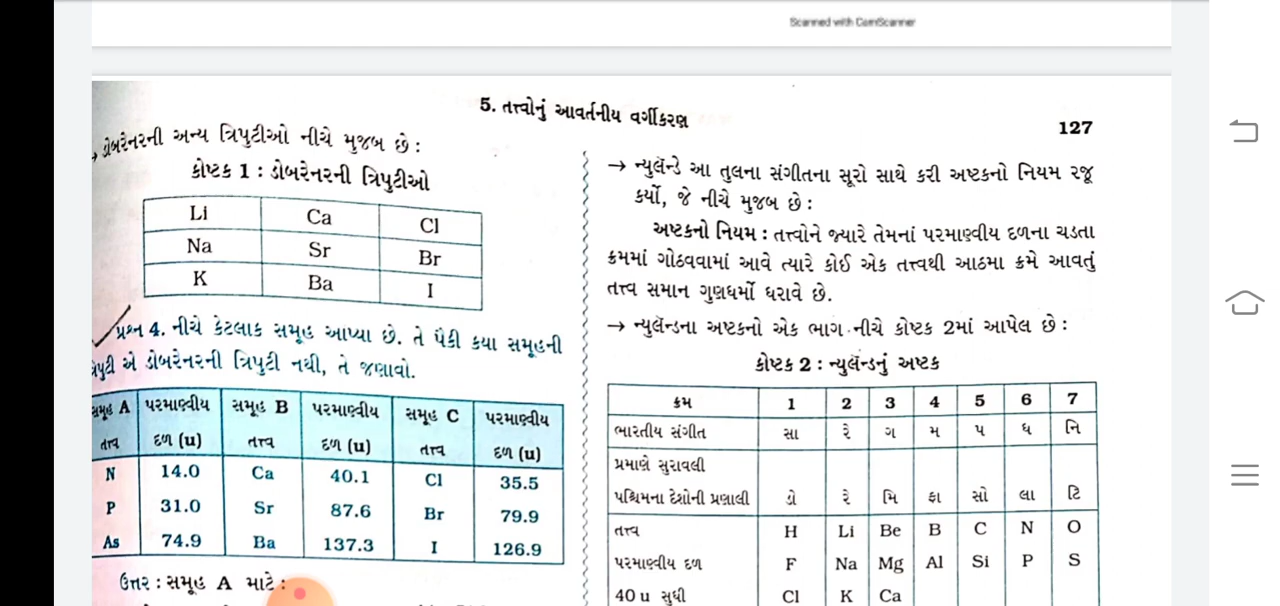 Scanned with CamScanner
5. તત્ત્વોનું આવર્તનીય વર્ગીકરણ
127
→ ડોબરેનરની અન્ય ત્રિપુટીઓ નીચે મુજબ છે :
કોષ્ટક 1 : ડોબરેનરની ત્રિપુટીઓ
Li Ca Cl
Na Sr Br
K Ba I
પ્રશ્ન 4. નીચે કેટલાક સમૂહ આપ્યા છે. તે પૈકી કયા સમૂહની
ત્રિપુટી એ ડોબરેનરની ત્રિપુટી નથી, તે જણાવો.
સમૂહ A પરમાણ્વીય સમૂહ B પરમાણ્વીય સમૂહ C પરમાણ્વીય
તત્ત્વ દળ (u) તત્ત્વ દળ (u) તત્ત્વ દળ (u)
N 14.0 Ca 40.1 Cl 35.5
P 31.0 Sr 87.6 Br 79.9
As 74.9 Ba 137.3 I 126.9
ઉત્તર : સમૂહ A માટે :
→ ન્યુલૅન્ડે આ તુલના સંગીતના સૂરો સાથે કરી અષ્ટકનો નિયમ રજૂ
કર્યો, જે નીચે મુજબ છે :
અષ્ટકનો નિયમ : તત્ત્વોને જ્યારે તેમનાં પરમાણ્વીય દળના ચડતા
ક્રમમાં ગોઠવવામાં આવે ત્યારે કોઈ એક તત્ત્વથી આઠમા ક્રમે આવતું
તત્ત્વ સમાન ગુણધર્મો ધરાવે છે.
→ ન્યુલૅન્ડના અષ્ટકનો એક ભાગ નીચે કોષ્ટક 2માં આપેલ છે :
કોષ્ટક 2 : ન્યુલૅન્ડનું અષ્ટક
ક્રમ 1 2 3 4 5 6 7
ભારતીય સંગીત સા રે ગ મ પ ધ નિ
પ્રમાણે સુરાવલી
પશ્ચિમના દેશોની પ્રણાલી ડો રે મિ ફા સો લા ટિ
તત્ત્વ H Li Be B C N O
પરમાણ્વીય દળ F Na Mg Al Si P S
40 u સુધી Cl K Ca